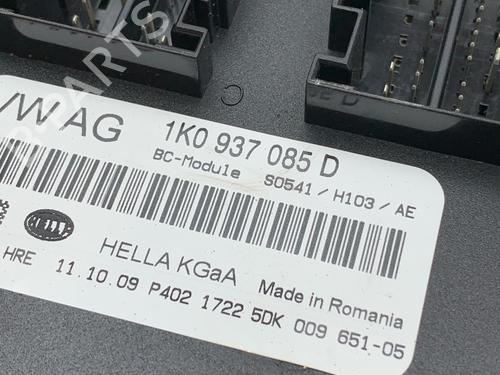 VW AG 1K0 937 085 D
BC-Module S0541 / H103 / AE
HELLA KGaA Made in Romania
HRE 11.10.09 P402 1722 5DK 009 651-05